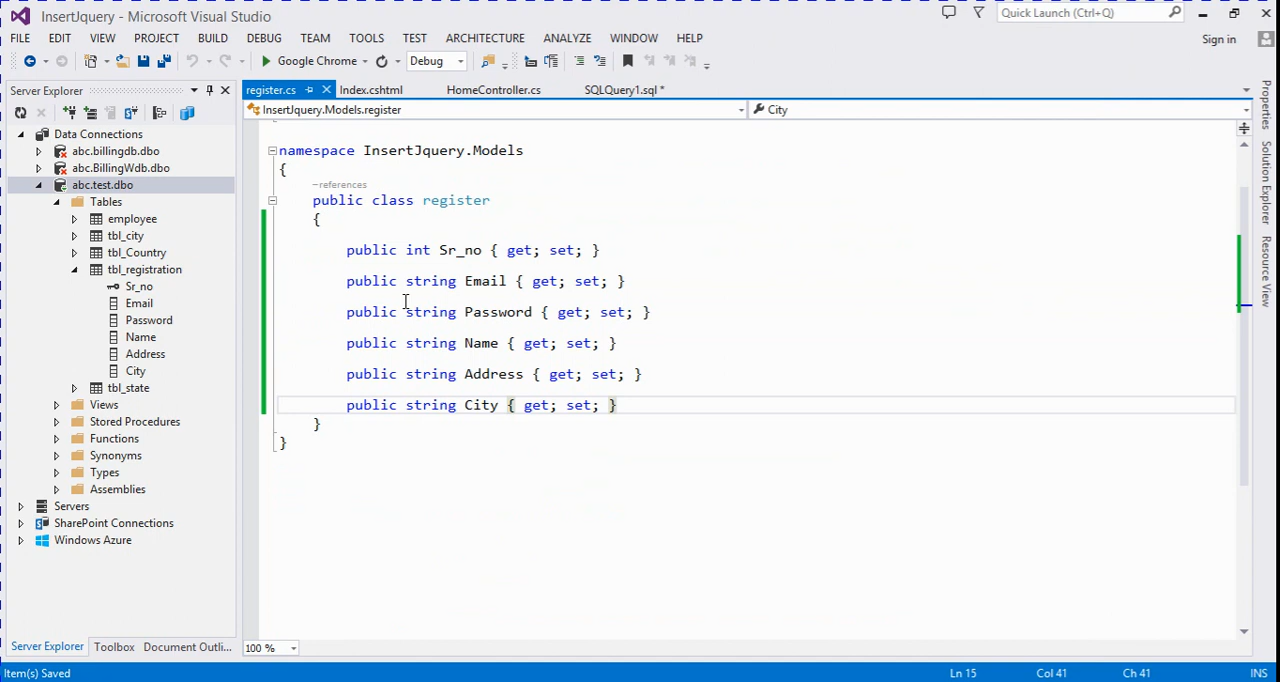 InsertJquery - Microsoft Visual Studio
Quick Launch (Ctrl+Q)
FILE EDIT VIEW PROJECT BUILD DEBUG TEAM TOOLS TEST ARCHITECTURE ANALYZE WINDOW HELP
Sign in
Google Chrome
Debug
Server Explorer
register.cs
Index.cshtml
HomeController.cs
SQLQuery1.sql *
InsertJquery.Models.register
City
Data Connections
abc.billingdb.dbo
abc.BillingWdb.dbo
abc.test.dbo
Tables
employee
tbl_city
tbl_Country
tbl_registration
Sr_no
Email
Password
Name
Address
City
tbl_state
Views
Stored Procedures
Functions
Synonyms
Types
Assemblies
Servers
SharePoint Connections
Windows Azure
Server Explorer Toolbox Document Outli...
namespace InsertJquery.Models
{
–references
public class register
{
public int Sr_no { get; set; }
public string Email { get; set; }
public string Password { get; set; }
public string Name { get; set; }
public string Address { get; set; }
public string City { get; set; }
}
}
100 %
Properties
Solution Explorer
Resource View
Item(s) Saved
Ln 15 Col 41 Ch 41 INS